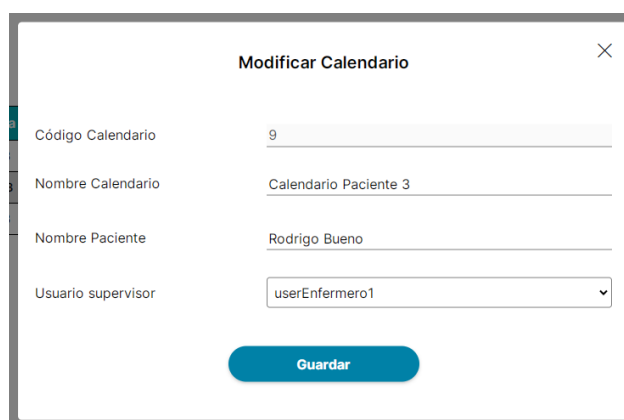 Modificar Calendario
Código Calendario 9
Nombre Calendario Calendario Paciente 3
Nombre Paciente Rodrigo Bueno
Usuario supervisor userEnfermero1
Guardar